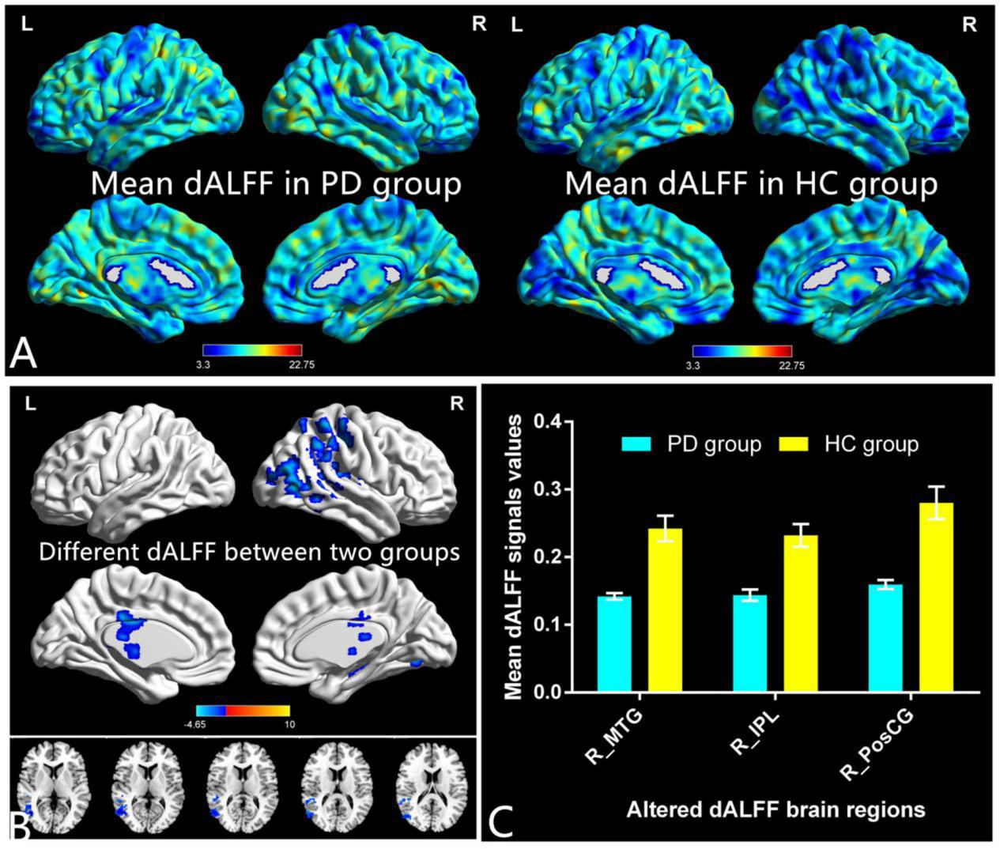 L
R
L
R
Mean dALFF in PD group
Mean dALFF in HC group
A
3.3
22.75
3.3
22.75
L
R
Different dALFF between two groups
-4.65
10
B
0.4
0.3
0.2
0.1
0.0
Mean dALFF signals values
PD group
HC group
R_MTG
R_IPL
R_PosCG
Altered dALFF brain regions
C